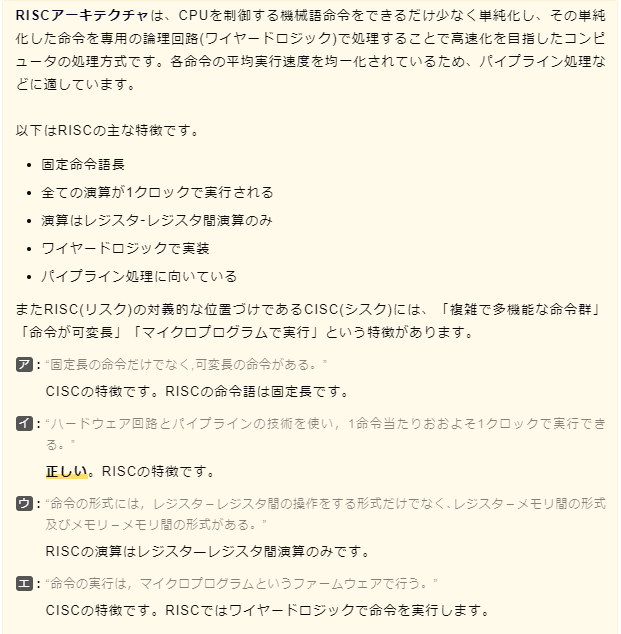 RISCアーキテクチャは、CPUを制御する機械語命令をできるだけ少なく単純化し、その単純
化した命令を専用の論理回路(ワイヤードロジック)で処理することで高速化を目指したコンピ
ュータの処理方式です。各命令の平均実行速度を均一化されているため、パイプライン処理な
どに適しています。
以下はRISCの主な特徴です。
• 固定命令語長
• 全ての演算が1クロックで実行される
• 演算はレジスタ-レジスタ間演算のみ
• ワイヤードロジックで実装
• パイプライン処理に向いている
またRISC(リスク)の対義的な位置づけであるCISC(シスク)には、「複雑で多機能な命令群」
「命令が可変長」「マイクロプログラムで実行」という特徴があります。
ア:“固定長の命令だけでなく,可変長の命令がある。”
CISCの特徴です。RISCの命令語は固定長です。
イ:“ハードウェア回路とパイプラインの技術を使い，1命令当たりおおよそ1クロックで実行でき
る。”
正しい。RISCの特徴です。
ウ:“命令の形式には，レジスタ－レジスタ間の操作をする形式だけでなく､レジスタ－メモリ間の形式
及びメモリ－メモリ間の形式がある。”
RISCの演算はレジスター―レジスタ間演算のみです。
エ:“命令の実行は，マイクロプログラムというファームウェアで行う。”
CISCの特徴です。RISCではワイヤードロジックで命令を実行します。